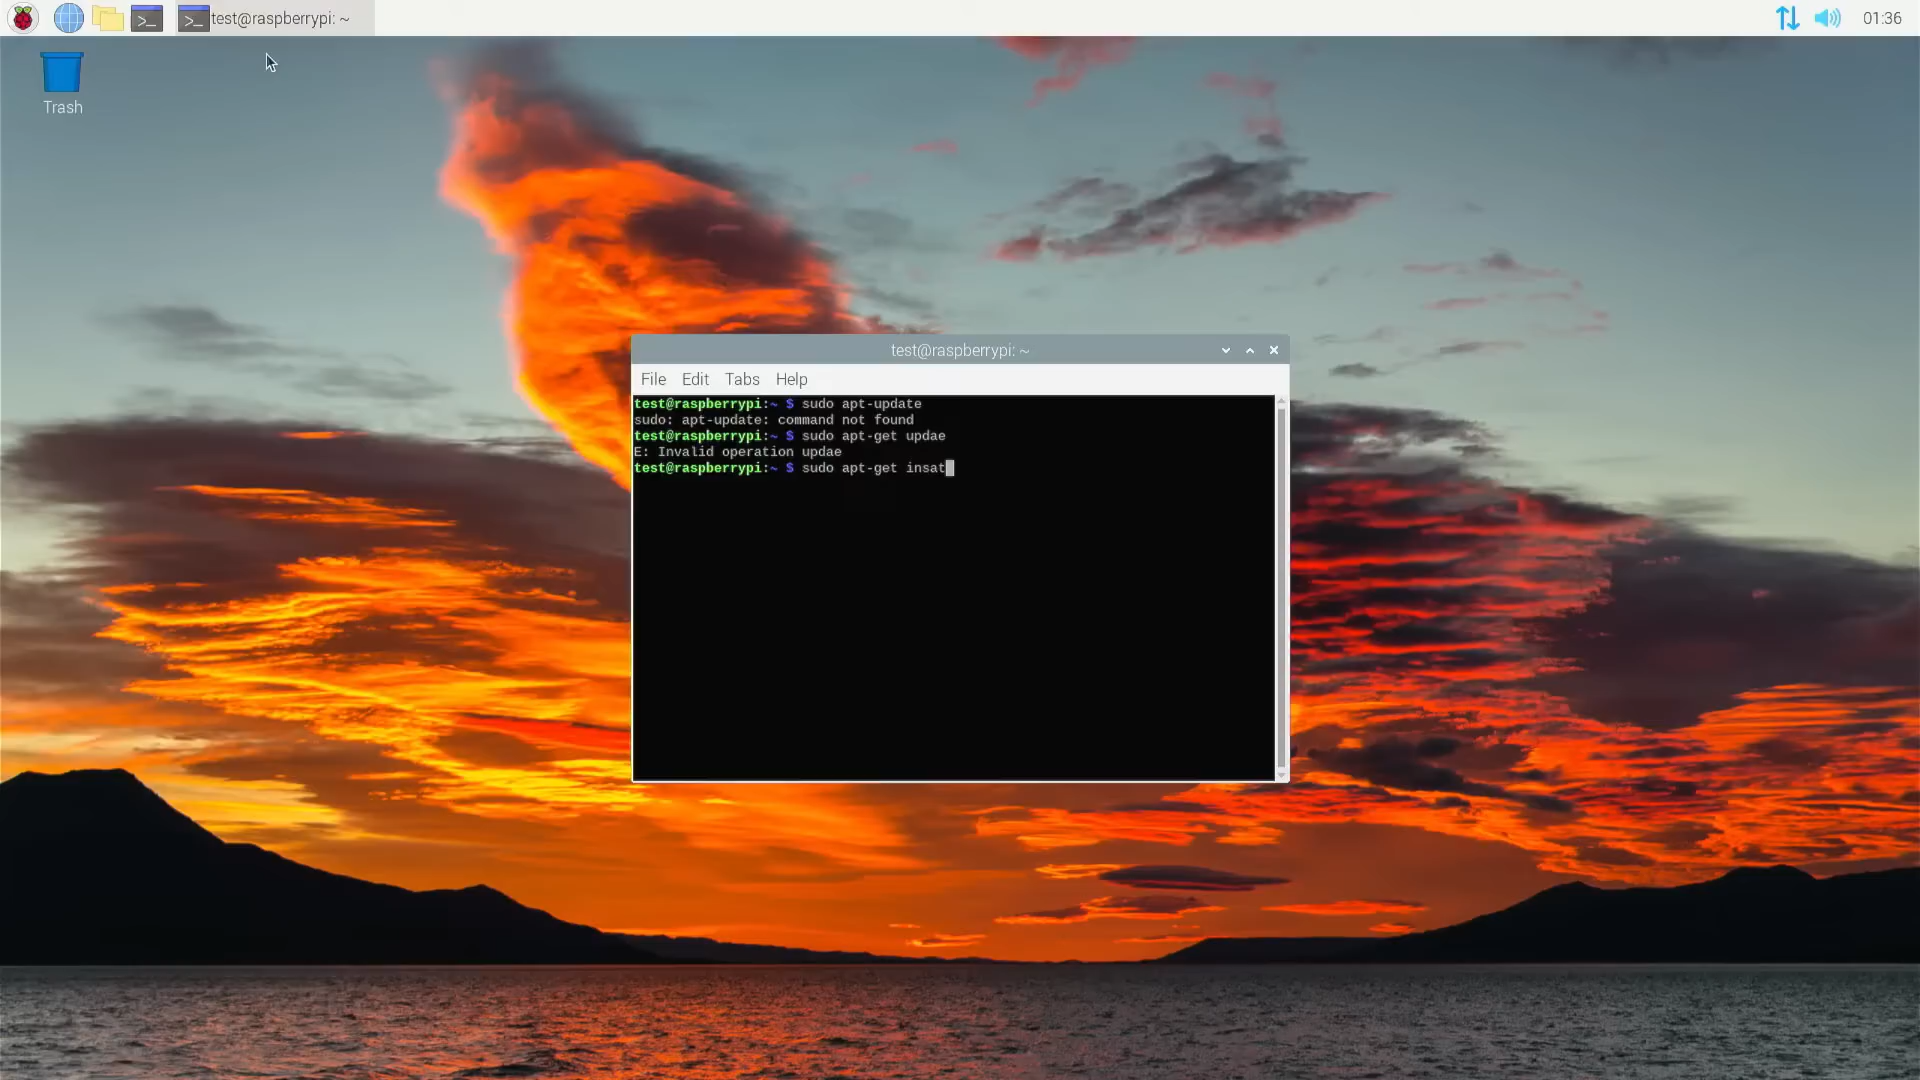 test@raspberrypi: ~
01:36
Trash
test@raspberrypi: ~
File Edit Tabs Help
test@raspberrypi:~ $ sudo apt-update
sudo: apt-update: command not found
test@raspberrypi:~ $ sudo apt-get updae
E: Invalid operation updae
test@raspberrypi:~ $ sudo apt-get insat